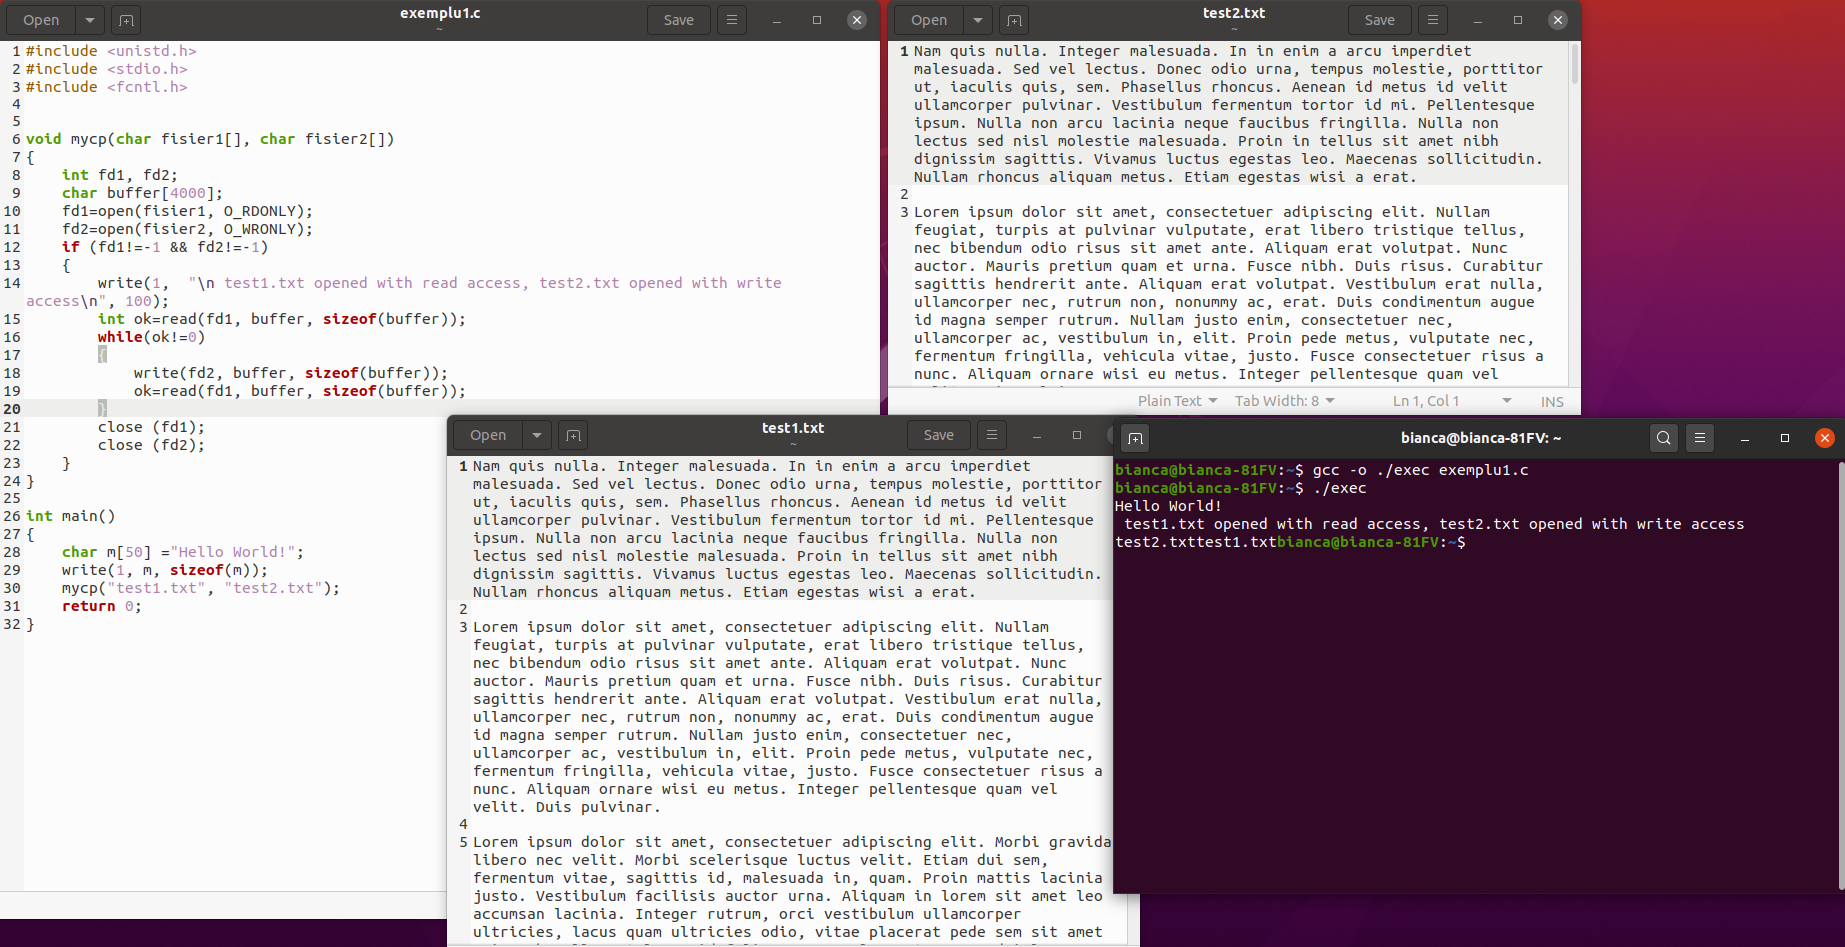 Open
exemplu1.c
~
Save
1 #include <unistd.h>
2 #include <stdio.h>
3 #include <fcntl.h>
4
5
6 void mycp(char fisier1[], char fisier2[])
7 {
8     int fd1, fd2;
9     char buffer[4000];
10     fd1=open(fisier1, O_RDONLY);
11     fd2=open(fisier2, O_WRONLY);
12     if (fd1!=-1 && fd2!=-1)
13     {
14         write(1,  "\n test1.txt opened with read access, test2.txt opened with write
access\n", 100);
15         int ok=read(fd1, buffer, sizeof(buffer));
16         while(ok!=0)
17         {
18             write(fd2, buffer, sizeof(buffer));
19             ok=read(fd1, buffer, sizeof(buffer));
20         }
21         close (fd1);
22         close (fd2);
23     }
24 }
25
26 int main()
27 {
28     char m[50] ="Hello World!";
29     write(1, m, sizeof(m));
30     mycp("test1.txt", "test2.txt");
31     return 0;
32 }
Open
test2.txt
~
Save
1 Nam quis nulla. Integer malesuada. In in enim a arcu imperdiet
malesuada. Sed vel lectus. Donec odio urna, tempus molestie, porttitor
ut, iaculis quis, sem. Phasellus rhoncus. Aenean id metus id velit
ullamcorper pulvinar. Vestibulum fermentum tortor id mi. Pellentesque
ipsum. Nulla non arcu lacinia neque faucibus fringilla. Nulla non
lectus sed nisl molestie malesuada. Proin in tellus sit amet nibh
dignissim sagittis. Vivamus luctus egestas leo. Maecenas sollicitudin.
Nullam rhoncus aliquam metus. Etiam egestas wisi a erat.
2
3 Lorem ipsum dolor sit amet, consectetuer adipiscing elit. Nullam
feugiat, turpis at pulvinar vulputate, erat libero tristique tellus,
nec bibendum odio risus sit amet ante. Aliquam erat volutpat. Nunc
auctor. Mauris pretium quam et urna. Fusce nibh. Duis risus. Curabitur
sagittis hendrerit ante. Aliquam erat volutpat. Vestibulum erat nulla,
ullamcorper nec, rutrum non, nonummy ac, erat. Duis condimentum augue
id magna semper rutrum. Nullam justo enim, consectetuer nec,
ullamcorper ac, vestibulum in, elit. Proin pede metus, vulputate nec,
fermentum fringilla, vehicula vitae, justo. Fusce consectetuer risus a
nunc. Aliquam ornare wisi eu metus. Integer pellentesque quam vel
Plain Text Tab Width: 8 Ln 1, Col 1 INS
Open
test1.txt
~
Save
1 Nam quis nulla. Integer malesuada. In in enim a arcu imperdiet
malesuada. Sed vel lectus. Donec odio urna, tempus molestie, porttitor
ut, iaculis quis, sem. Phasellus rhoncus. Aenean id metus id velit
ullamcorper pulvinar. Vestibulum fermentum tortor id mi. Pellentesque
ipsum. Nulla non arcu lacinia neque faucibus fringilla. Nulla non
lectus sed nisl molestie malesuada. Proin in tellus sit amet nibh
dignissim sagittis. Vivamus luctus egestas leo. Maecenas sollicitudin.
Nullam rhoncus aliquam metus. Etiam egestas wisi a erat.
2
3 Lorem ipsum dolor sit amet, consectetuer adipiscing elit. Nullam
feugiat, turpis at pulvinar vulputate, erat libero tristique tellus,
nec bibendum odio risus sit amet ante. Aliquam erat volutpat. Nunc
auctor. Mauris pretium quam et urna. Fusce nibh. Duis risus. Curabitur
sagittis hendrerit ante. Aliquam erat volutpat. Vestibulum erat nulla,
ullamcorper nec, rutrum non, nonummy ac, erat. Duis condimentum augue
id magna semper rutrum. Nullam justo enim, consectetuer nec,
ullamcorper ac, vestibulum in, elit. Proin pede metus, vulputate nec,
fermentum fringilla, vehicula vitae, justo. Fusce consectetuer risus a
nunc. Aliquam ornare wisi eu metus. Integer pellentesque quam vel
velit. Duis pulvinar.
4
5 Lorem ipsum dolor sit amet, consectetuer adipiscing elit. Morbi gravida
libero nec velit. Morbi scelerisque luctus velit. Etiam dui sem,
fermentum vitae, sagittis id, malesuada in, quam. Proin mattis lacinia
justo. Vestibulum facilisis auctor urna. Aliquam in lorem sit amet leo
accumsan lacinia. Integer rutrum, orci vestibulum ullamcorper
ultricies, lacus quam ultricies odio, vitae placerat pede sem sit amet
bianca@bianca-81FV: ~
bianca@bianca-81FV:~$ gcc -o ./exec exemplu1.c
bianca@bianca-81FV:~$ ./exec
Hello World!
 test1.txt opened with read access, test2.txt opened with write access
test2.txttest1.txtbianca@bianca-81FV:~$